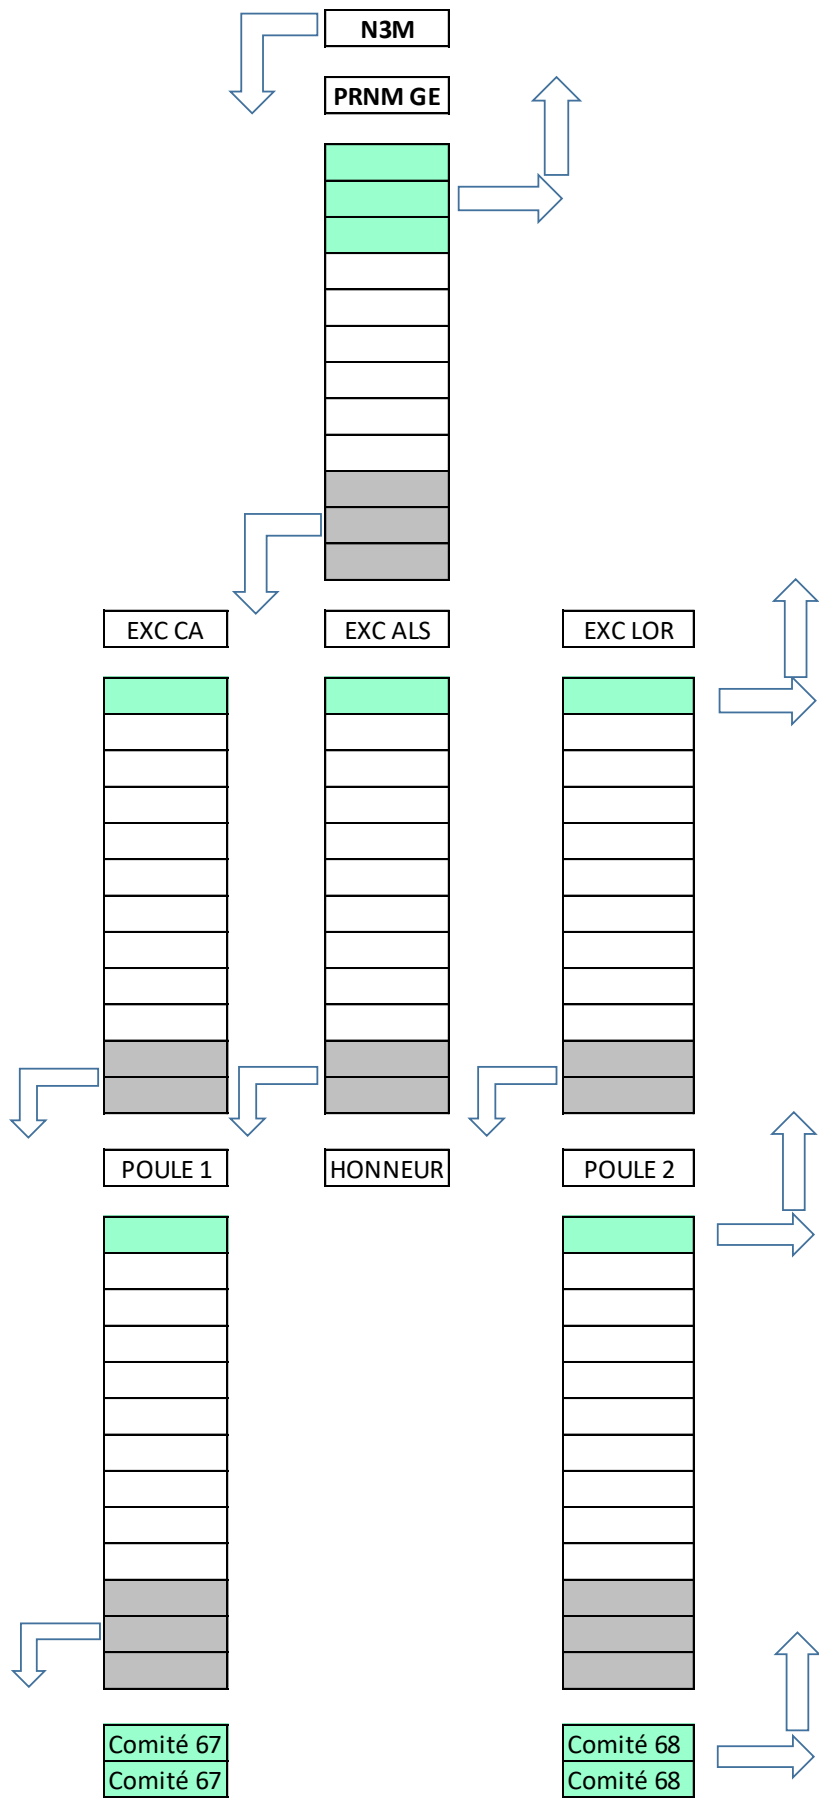 N3M
PRNM GE
EXC CA
EXC ALS
EXC LOR
POULE 1
HONNEUR
POULE 2
Comité 67
Comité 68
Comité 67
Comité 68